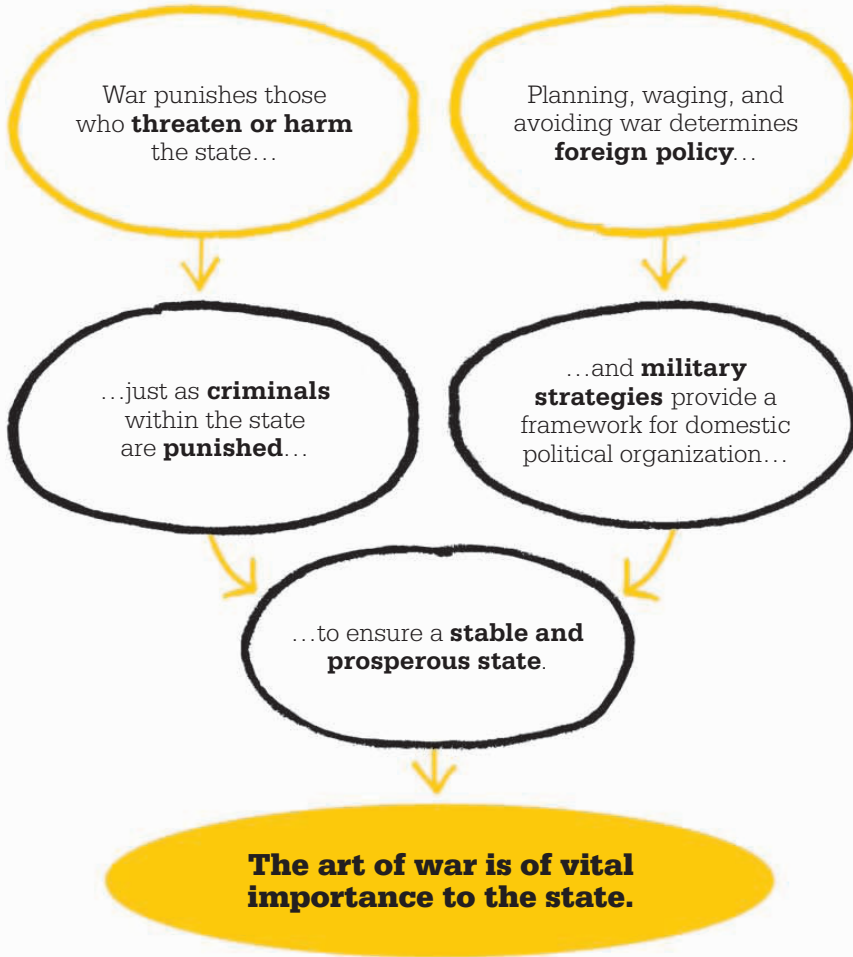 War punishes those
who threaten or harm
the state…
Planning, waging, and
avoiding war determines
foreign policy…
…just as criminals
within the state
are punished…
…and military
strategies provide a
framework for domestic
political organization…
…to ensure a stable and
prosperous state.
The art of war is of vital
importance to the state.